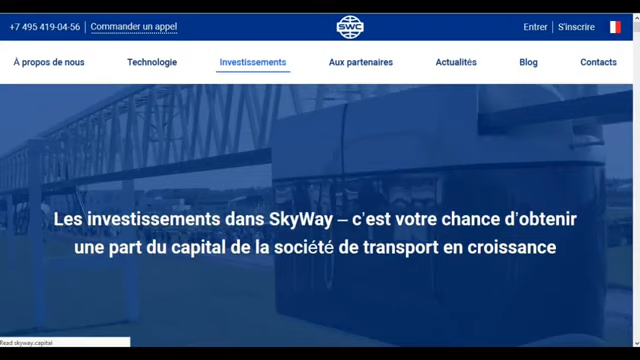 +7 495 419-04-56 Commander un appel SWC Entrer S'inscrire
À propos de nous Technologie Investissements Aux partenaires Actualités Blog Contacts
Les investissements dans SkyWay – c'est votre chance d'obtenir
une part du capital de la société de transport en croissance
Read skyway.capital